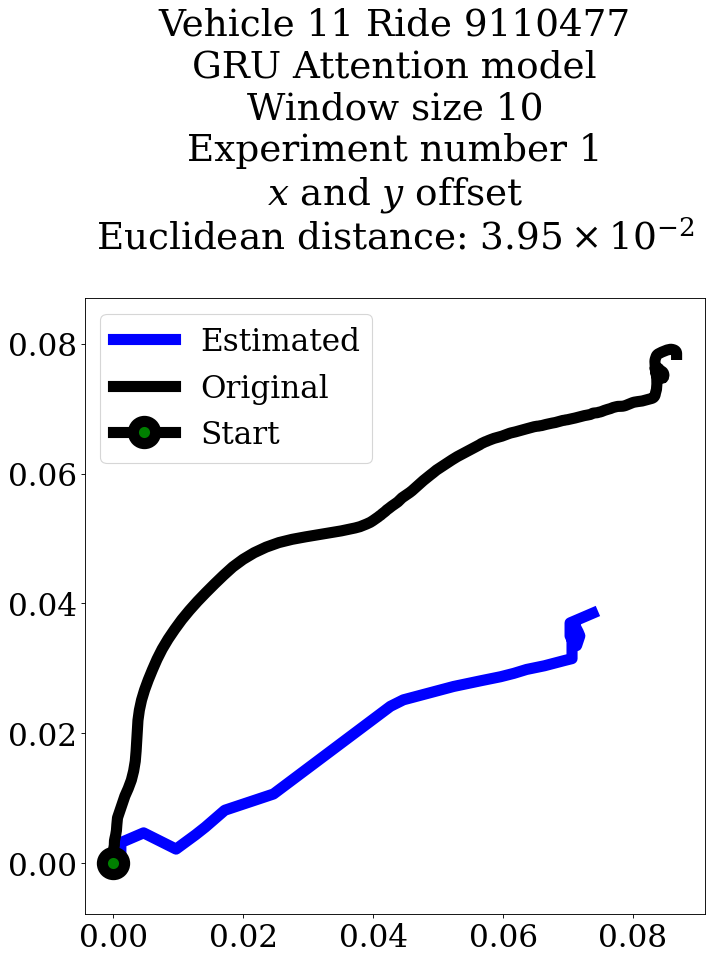 Vehicle 11 Ride 9110477
GRU Attention model
Window size 10
Experiment number 1
x and y offset
Euclidean distance: 3.95 × 10⁻²
Estimated
Original
Start
0.08
0.06
0.04
0.02
0.00
0.00 0.02 0.04 0.06 0.08